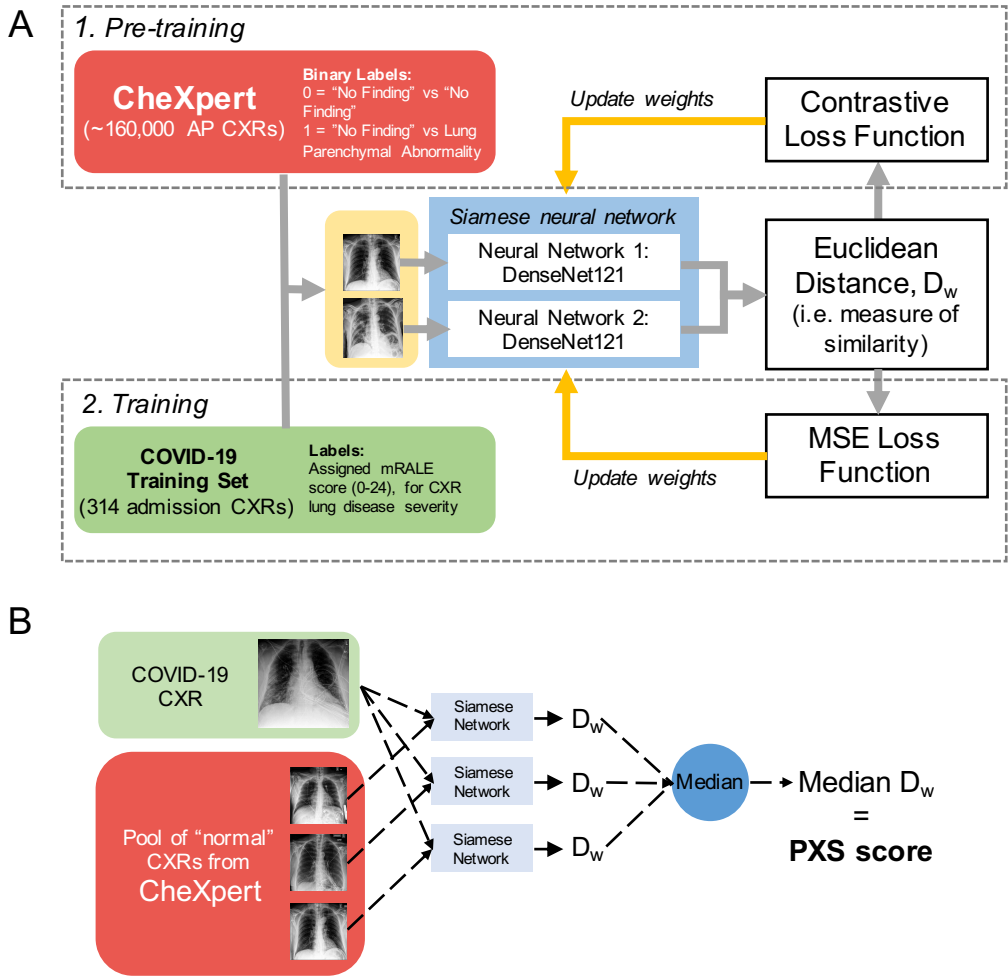 A
1. Pre-training
CheXpert
(~160,000 AP CXRs)
Binary Labels:
0 = “No Finding” vs “No
Finding”
1 = ”No Finding” vs Lung
Parenchymal Abnormality
Update weights
Contrastive
Loss Function
Siamese neural network
Neural Network 1:
DenseNet121
Neural Network 2:
DenseNet121
Euclidean
Distance, Dw
(i.e. measure of
similarity)
2. Training
COVID-19
Training Set
(314 admission CXRs)
Labels:
Assigned mRALE
score (0-24), for CXR
lung disease severity
Update weights
MSE Loss
Function
B
COVID-19
CXR
Pool of “normal”
CXRs from
CheXpert
Siamese
Network
Dw
Siamese
Network
Dw
Siamese
Network
Dw
Median
Median Dw
=
PXS score